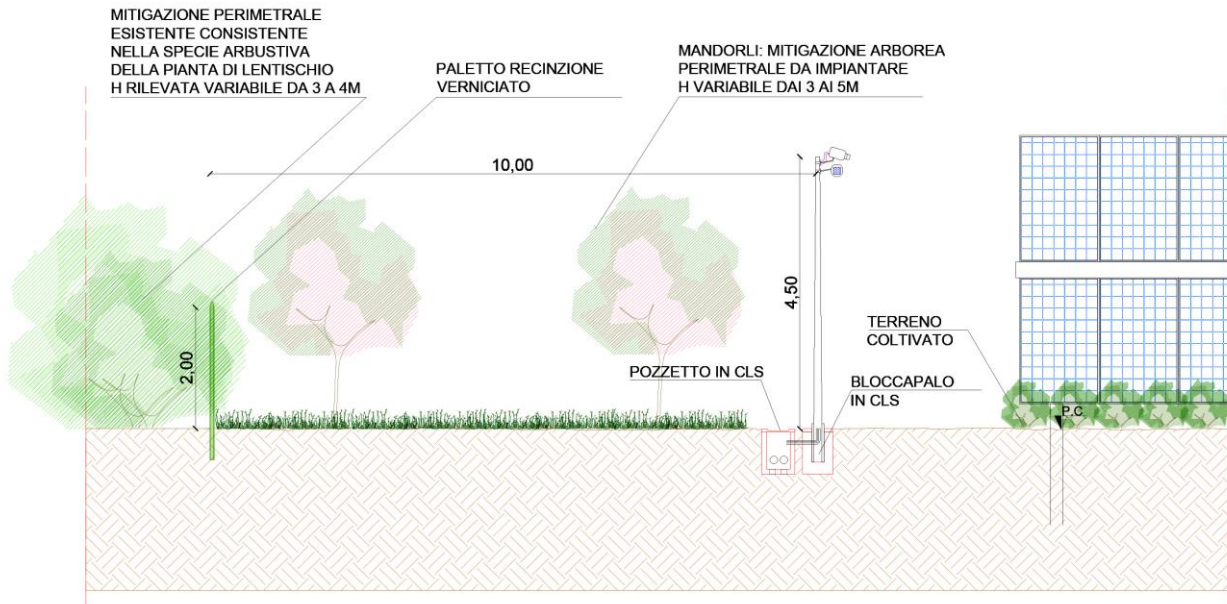 MITIGAZIONE PERIMETRALE
ESISTENTE CONSISTENTE
NELLA SPECIE ARBUSTIVA
DELLA PIANTA DI LENTISCHIO
H RILEVATA VARIABILE DA 3 A 4M
PALETTO RECINZIONE
VERNICIATO
MANDORLI: MITIGAZIONE ARBOREA
PERIMETRALE DA IMPIANTARE
H VARIABILE DAI 3 AI 5M
10,00
4,50
2,00
TERRENO
COLTIVATO
POZZETTO IN CLS
BLOCCAPALO
IN CLS
P.C